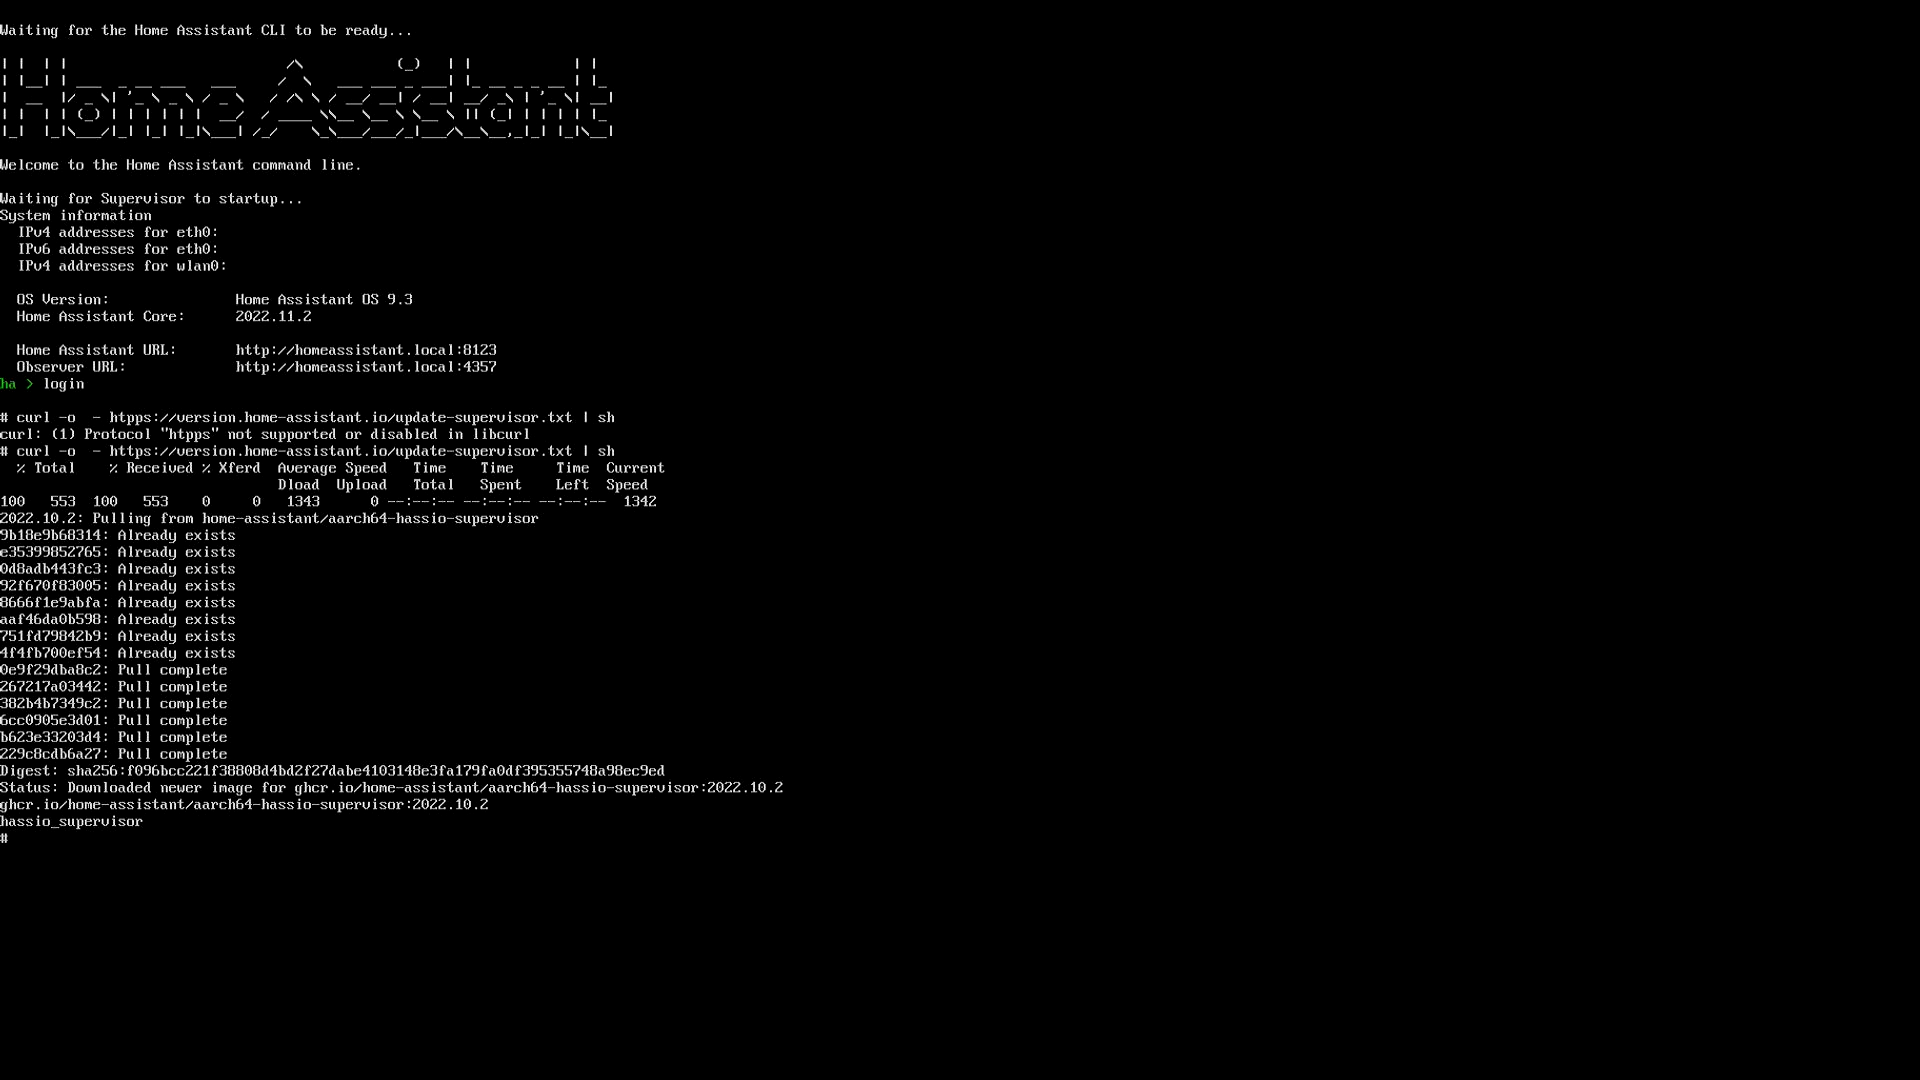 Waiting for the Home Assistant CLI to be ready...
Home Assistant
Welcome to the Home Assistant command line.
Waiting for Supervisor to startup...
System information
IPv4 addresses for eth0:
IPv6 addresses for eth0:
IPv4 addresses for wlan0:
OS Version: Home Assistant OS 9.3
Home Assistant Core: 2022.11.2
Home Assistant URL: http://homeassistant.local:8123
Observer URL: http://homeassistant.local:4357
ha > login
# curl -o  - htpps://version.home-assistant.io/update-supervisor.txt | sh
curl: (1) Protocol "htpps" not supported or disabled in libcurl
# curl -o  - https://version.home-assistant.io/update-supervisor.txt | sh
% Total % Received % Xferd Average Speed Time Time Time Current
Dload Upload Total Spent Left Speed
100 553 100 553 0 0 1343 0 --:--:-- --:--:-- --:--:-- 1342
2022.10.2: Pulling from home-assistant/aarch64-hassio-supervisor
9b18e9b68314: Already exists
e35399852765: Already exists
0d8adb443fc3: Already exists
92f670f83005: Already exists
8666f1e9abfa: Already exists
aaf46da0b598: Already exists
751fd79842b9: Already exists
4f4fb700ef54: Already exists
0e9f29dba8c2: Pull complete
267217a03442: Pull complete
382b4b7349c2: Pull complete
6cc0905e3d01: Pull complete
b623e33203d4: Pull complete
229c8cdb6a27: Pull complete
Digest: sha256:f096bcc221f38808d4bd2f27dabe4103148e3fa179fa0df395355748a98ec9ed
Status: Downloaded newer image for ghcr.io/home-assistant/aarch64-hassio-supervisor:2022.10.2
ghcr.io/home-assistant/aarch64-hassio-supervisor:2022.10.2
hassio_supervisor
#